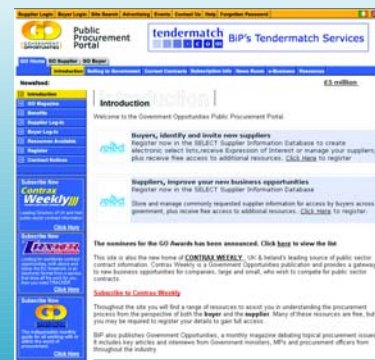 Supplier Login | Buyer Login | Site Search | Advertising | Events | Contact Us | Help | Forgotten Password
GO
GOVERNMENT
OPPORTUNITIES
Public
Procurement
Portal
tendermatch
.com
BiP's Tendermatch Services
GO Home GO Supplier GO Buyer
Introduction Selling to Government Current Contracts Subscription Info News Room e-Business Resources
Newsfeed:
£5 million
Introduction
GO Magazine
Benefits
Supplier Log-in
Buyer Log-in
Resources Available
Register
Contract Notices
Introduction
Welcome to the Government Opportunities Public Procurement Portal.
Buyers, identify and invite new suppliers
Register now in the SELECT Supplier Information Database to create
electronic select lists, receive Expression of Interest or manage your suppliers;
plus receive free access to additional resources. Click Here to register
Suppliers, improve your new business opportunities
Register now in the SELECT Supplier Information Database
Store and manage commonly requested supplier information for access by buyers across
government, plus receive free access to additional resources. Click Here to register.
Subscribe Now
Contrax
Weekly
Click Here
Subscribe Now
TRACKER
Click Here
Subscribe Now
GO
Click Here
The nominees for the GO Awards has been announced. Click here to view the list
This site is also the new home of CONTRAX WEEKLY - UK & Ireland's leading source of public sector
contract information. Contrax Weekly is a Government Opportunities publication and provides a gateway
to new business opportunities for companies, large and small, who wish to compete for public sector
contracts
Subscribe to Contrax Weekly
Throughout the site you will find a range of resources to assist you in understanding the procurement
process from the perspective of both the buyer and the supplier. Many of these resources are free, but
you may be required to register your details to gain full access.
BiP also publishes Government Opportunities, a monthly magazine debating topical procurement issues.
It includes key articles and interviews from Government ministers, MPs and procurement officers from
throughout the industry.